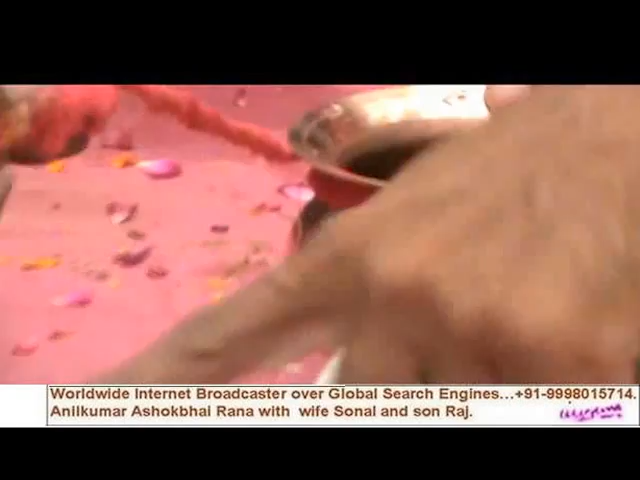 Worldwide Internet Broadcaster over Global Search Engines...+91-9998015714.
Anilkumar Ashokbhai Rana with wife Sonal and son Raj.